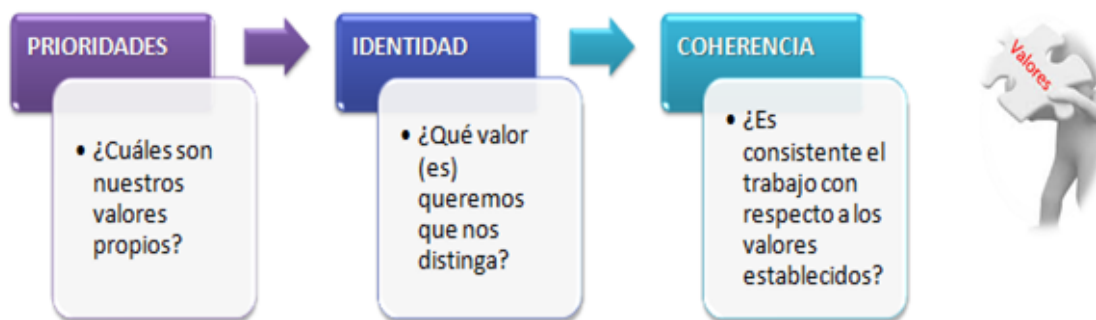 PRIORIDADES
• ¿Cuáles son
nuestros
valores
propios?
IDENTIDAD
• ¿Qué valor
(es)
queremos
que nos
distinga?
COHERENCIA
• ¿Es
consistente el
trabajo con
respecto a los
valores
establecidos?
Valores